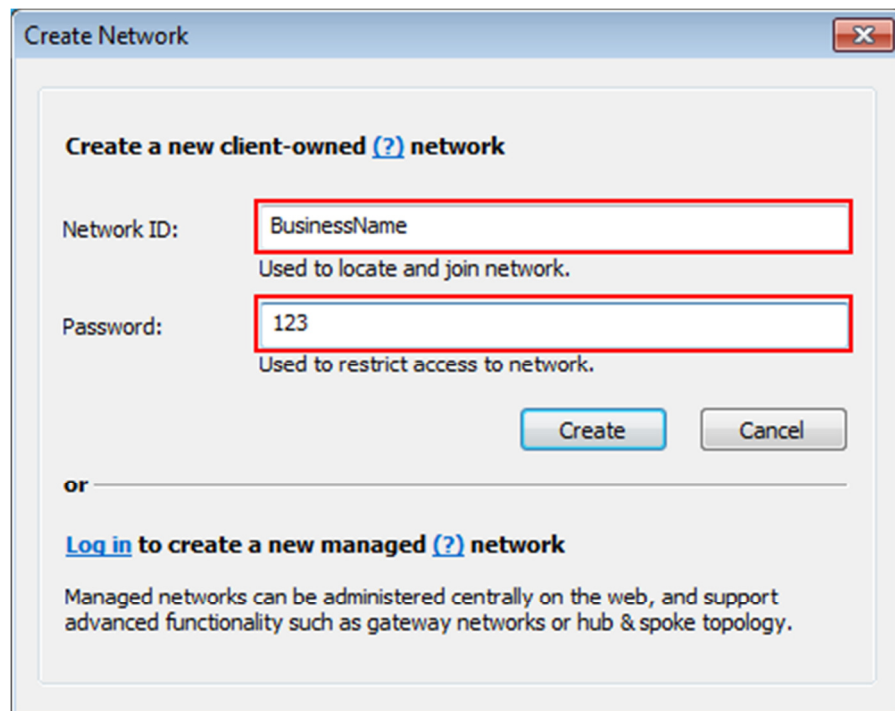 Create Network
Create a new client-owned (?) network
Network ID: BusinessName
Used to locate and join network.
Password: 123
Used to restrict access to network.
Create Cancel
or
Log in to create a new managed (?) network
Managed networks can be administered centrally on the web, and support
advanced functionality such as gateway networks or hub & spoke topology.